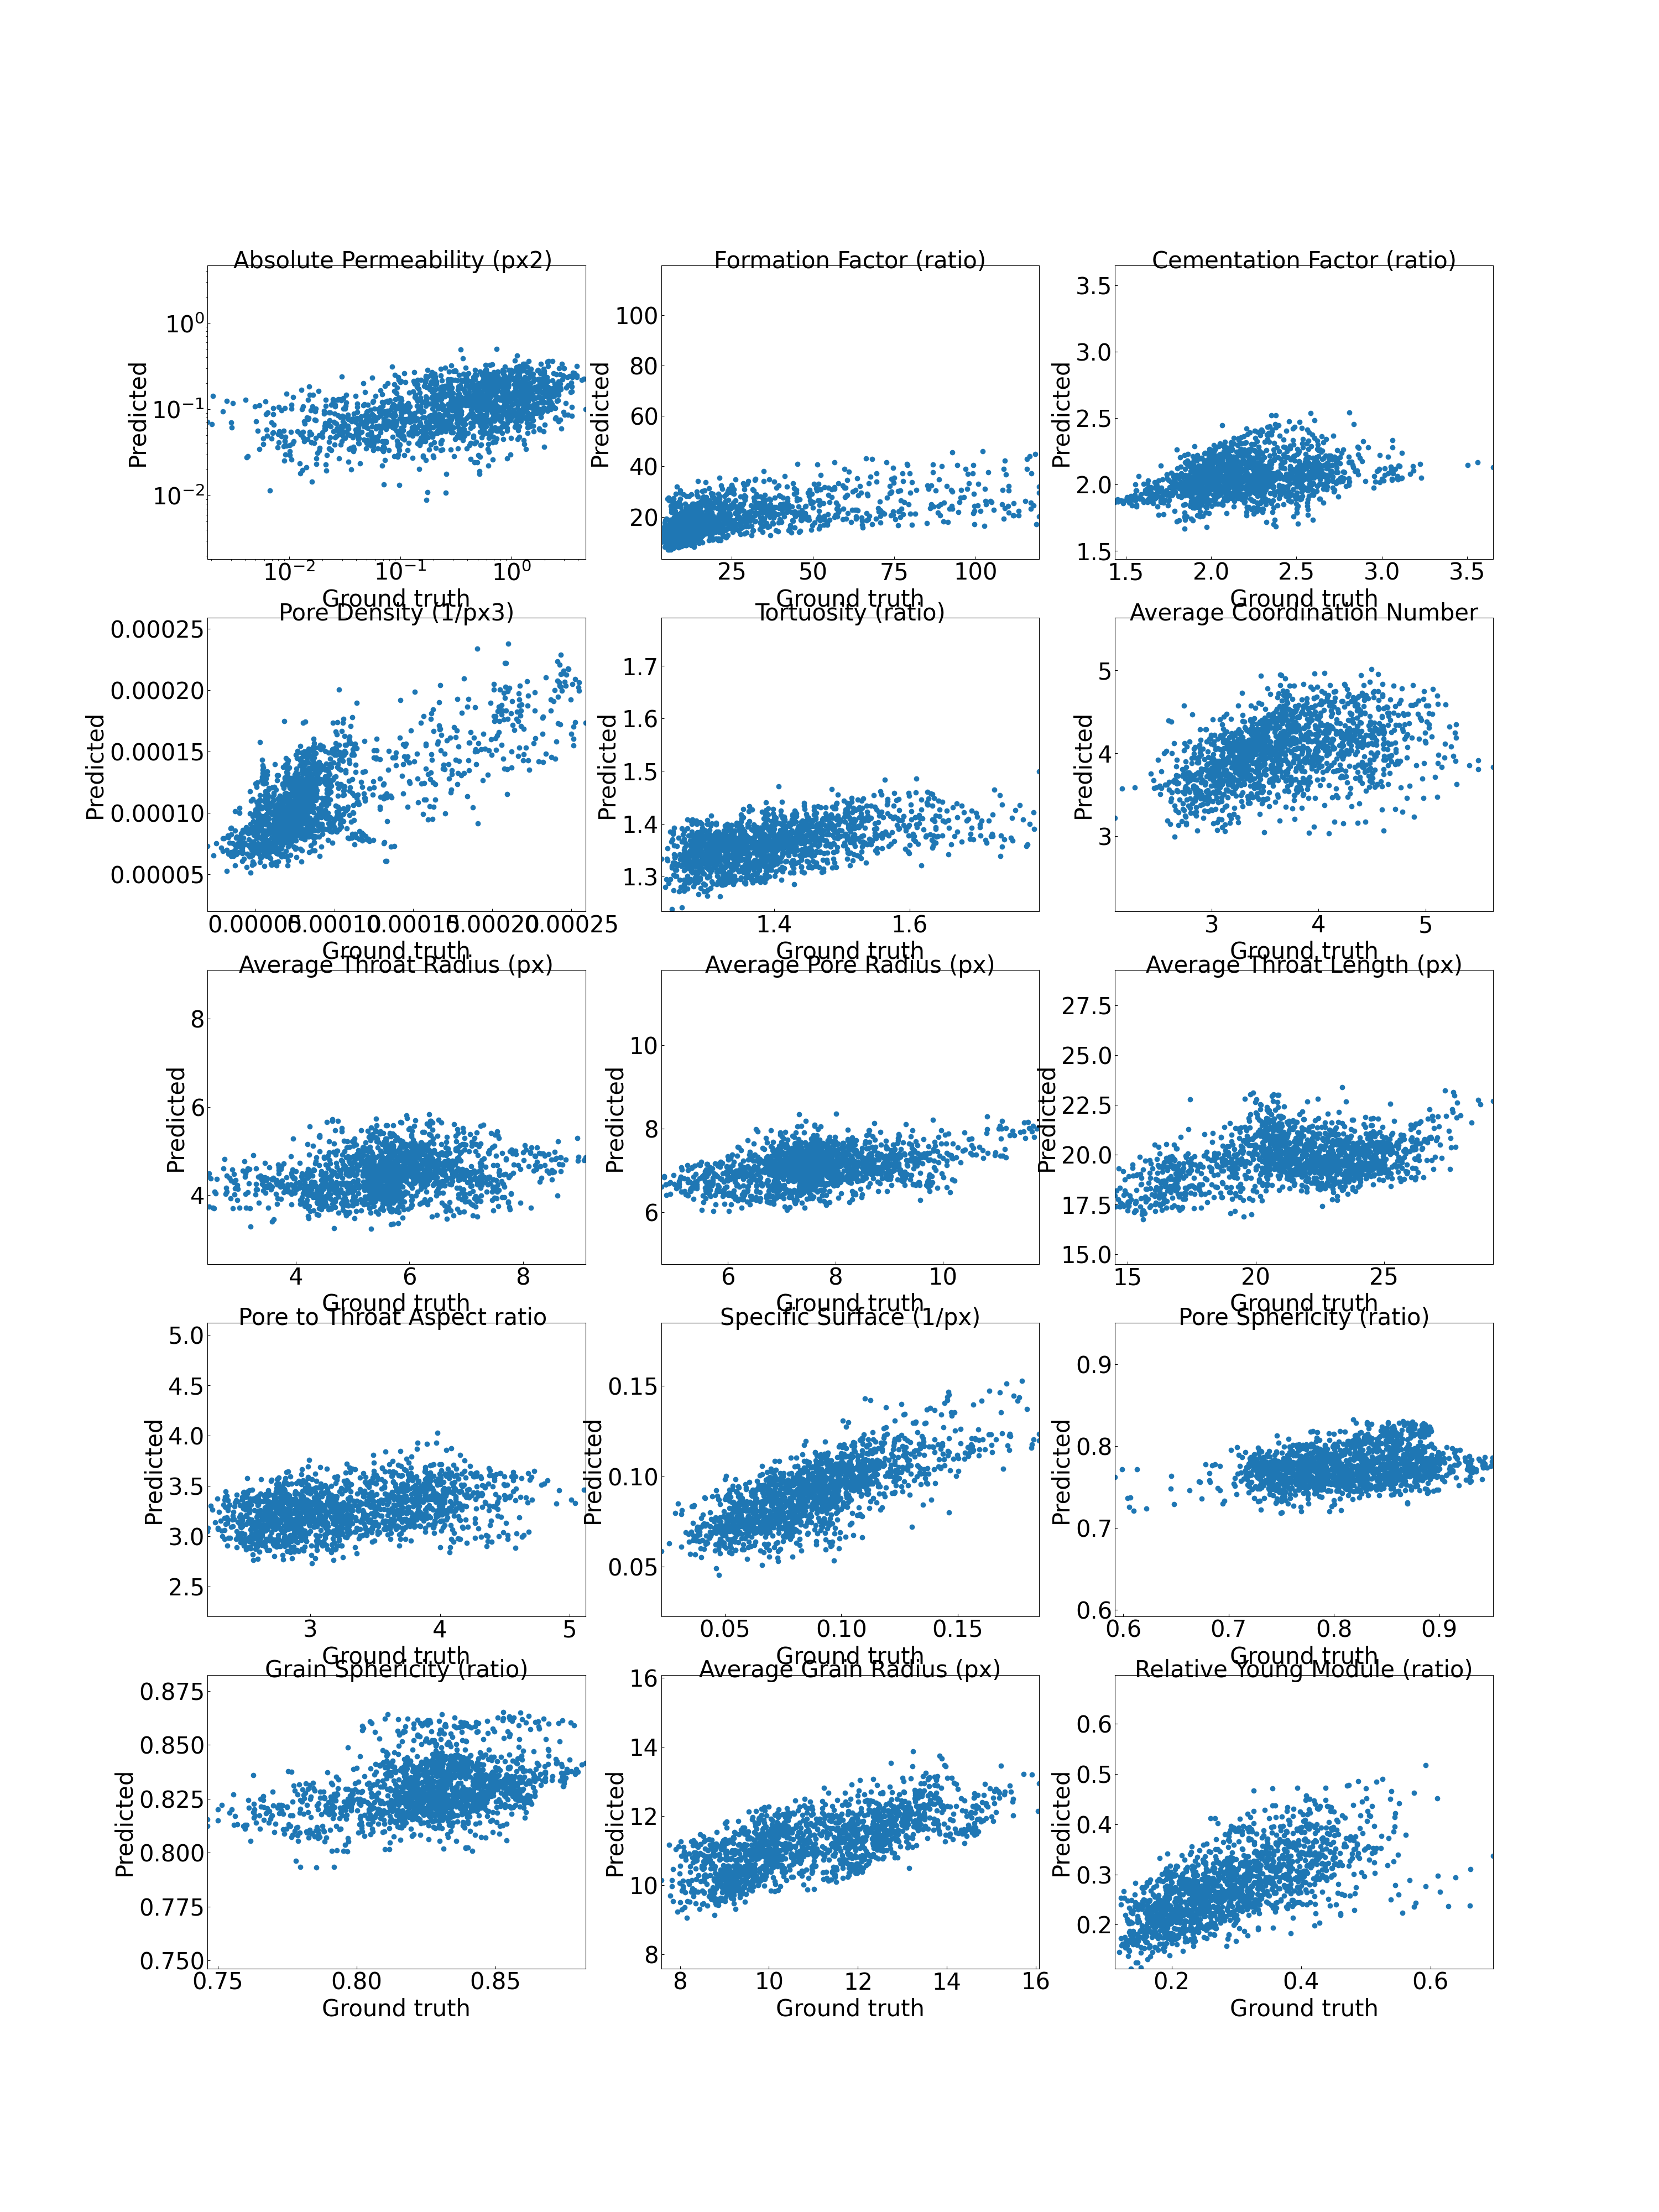 Absolute Permeability (px2)
Predicted
10⁰
10⁻¹
10⁻²
10⁻² 10⁻¹ 10⁰
Ground truth
Formation Factor (ratio)
Predicted
100
80
60
40
20
25 50 75 100
Ground truth
Cementation Factor (ratio)
Predicted
3.5
3.0
2.5
2.0
1.5
1.5 2.0 2.5 3.0 3.5
Ground truth
Pore Density (1/px3)
Predicted
0.00025
0.00020
0.00015
0.00010
0.00005
0.00005 0.00010 0.00015 0.00020 0.00025
Ground truth
Tortuosity (ratio)
Predicted
1.7
1.6
1.5
1.4
1.3
1.4 1.6
Ground truth
Average Coordination Number
Predicted
5
4
3
3 4 5
Ground truth
Average Throat Radius (px)
Predicted
8
6
4
4 6 8
Ground truth
Average Pore Radius (px)
Predicted
10
8
6
6 8 10
Ground truth
Average Throat Length (px)
Predicted
27.5
25.0
22.5
20.0
17.5
15.0
15 20 25
Ground truth
Pore to Throat Aspect ratio
Predicted
5.0
4.5
4.0
3.5
3.0
2.5
3 4 5
Ground truth
Specific Surface (1/px)
Predicted
0.15
0.10
0.05
0.05 0.10 0.15
Ground truth
Pore Sphericity (ratio)
Predicted
0.9
0.8
0.7
0.6
0.6 0.7 0.8 0.9
Ground truth
Grain Sphericity (ratio)
Predicted
0.875
0.850
0.825
0.800
0.775
0.750
0.75 0.80 0.85
Ground truth
Average Grain Radius (px)
Predicted
16
14
12
10
8
8 10 12 14 16
Ground truth
Relative Young Module (ratio)
Predicted
0.6
0.5
0.4
0.3
0.2
0.2 0.4 0.6
Ground truth